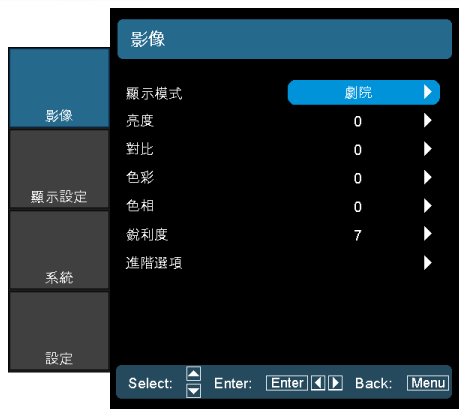 影像
影像
顯示設定
系統
設定
顯示模式 劇院
亮度 0
對比 0
色彩 0
色相 0
銳利度 7
進階選項
Select: Enter: Enter Back: Menu